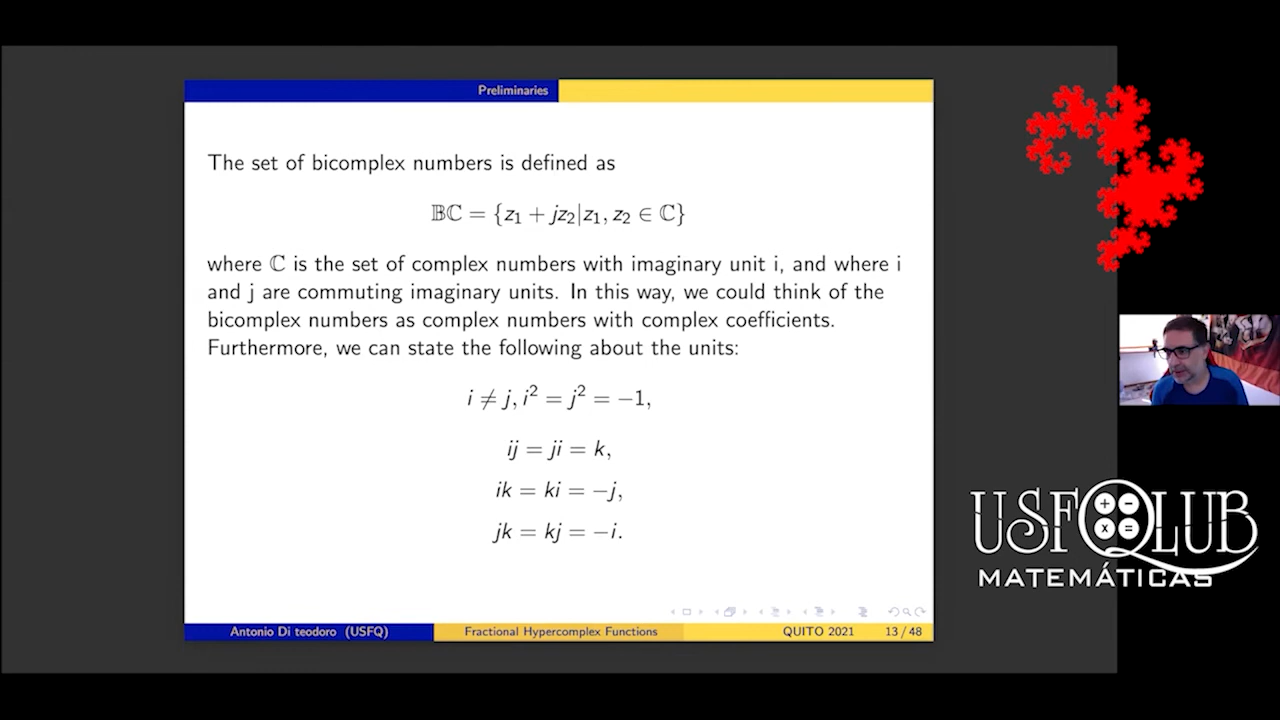 Preliminaries
The set of bicomplex numbers is defined as
𝔹ℂ = {z₁ + jz₂|z₁, z₂ ∈ ℂ}
where ℂ is the set of complex numbers with imaginary unit i, and where i
and j are commuting imaginary units. In this way, we could think of the
bicomplex numbers as complex numbers with complex coefficients.
Furthermore, we can state the following about the units:
i ≠ j, i² = j² = −1,
ij = ji = k,
ik = ki = −j,
jk = kj = −i.
Antonio Di teodoro (USFQ) Fractional Hypercomplex Functions QUITO 2021 13 / 48
USFQLUB
MATEMÁTICAS